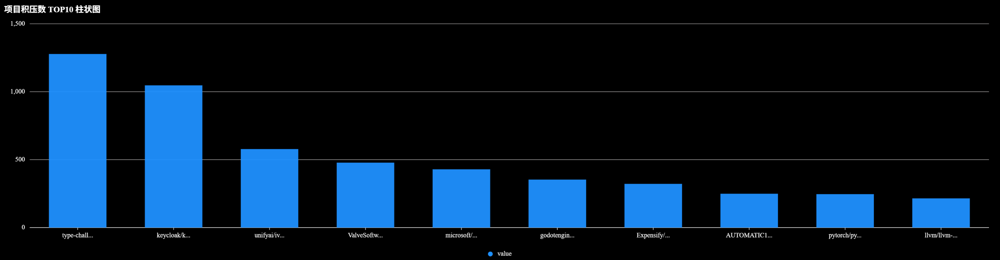 项目积压数 TOP10 柱状图
1,500
1,000
500
0
type-chall...
keycloak/k...
unifyai/iv...
ValveSoftw...
microsoft/...
godotengin...
Expensify/...
AUTOMATIC1...
pytorch/py...
llvm/llvm-...
value